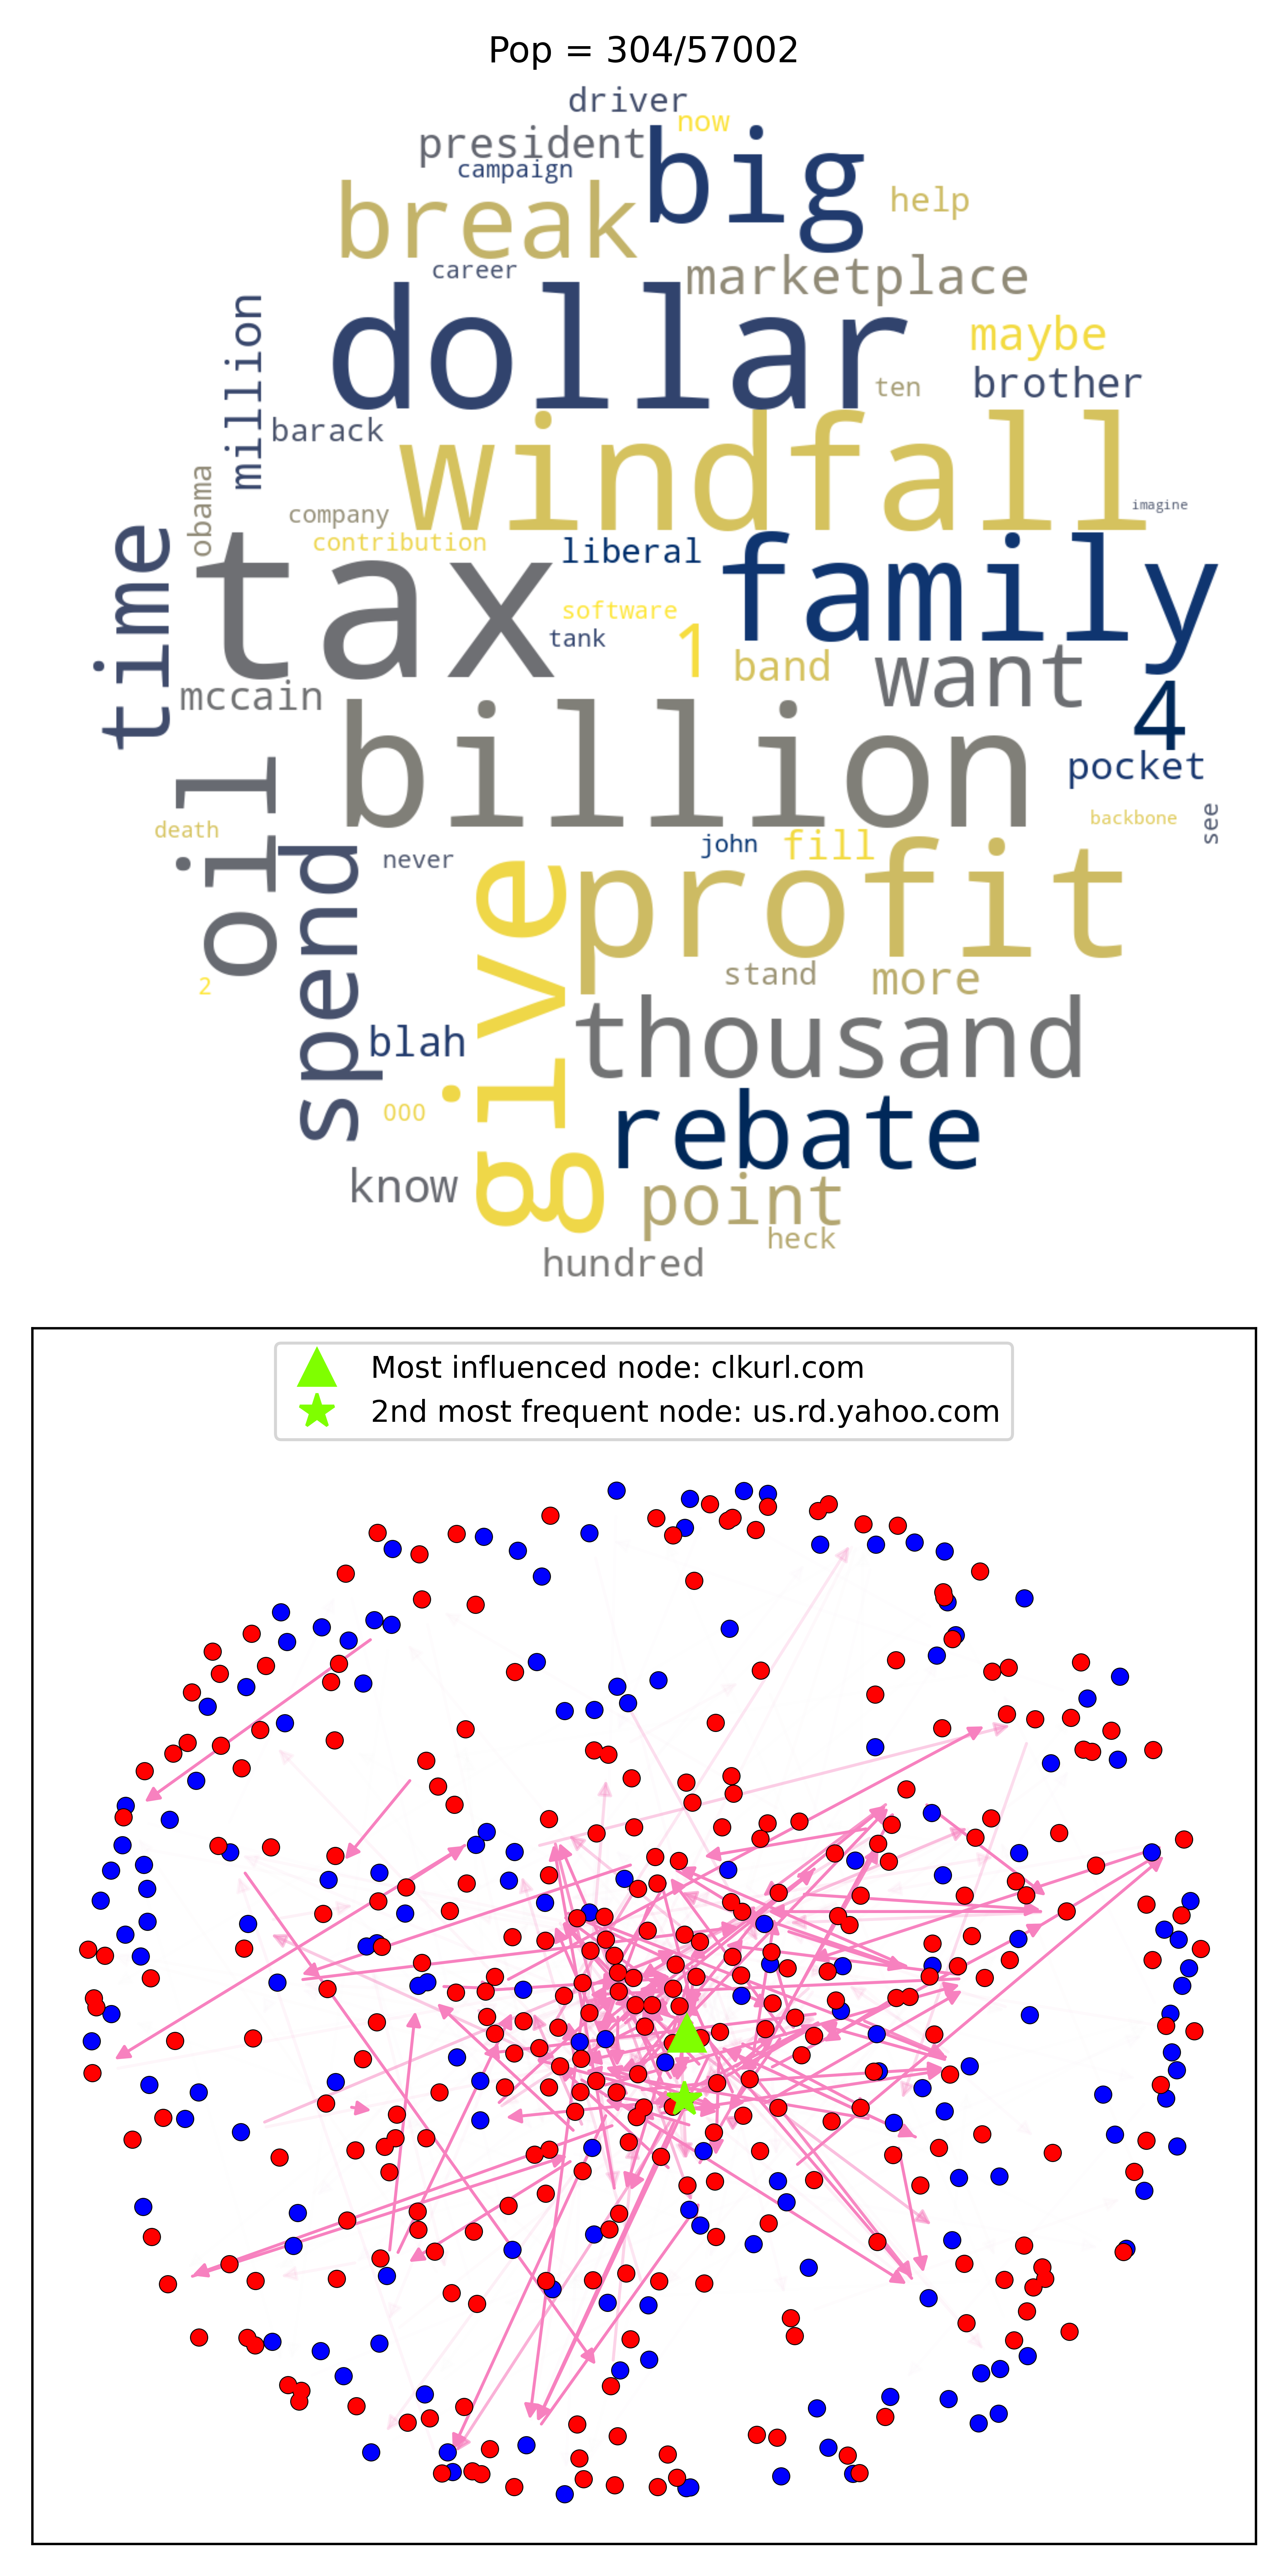 Pop = 304/57002
driver
now
president
big
campaign
break
help
career
marketplace
dollar
million
maybe
ten
brother
barack
windfall
obama
imagine
company
contribution
time
tax
liberal
family
software
tank
1
band
want
mccain
4
billion
pocket
oil
death
backbone
see
never
john
fill
spend
give
profit
2
stand
more
blah
thousand
000
rebate
know
point
heck
hundred
Most influenced node: clkurl.com
2nd most frequent node: us.rd.yahoo.com